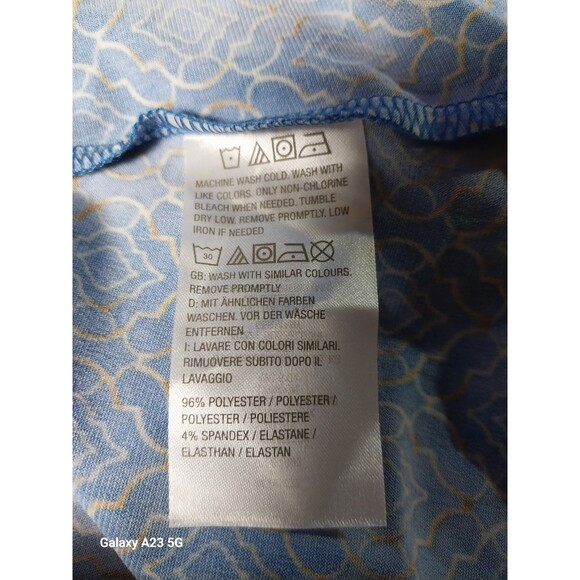 MACHINE WASH COLD. WASH WITH
LIKE COLORS. ONLY NON-CHLORINE
BLEACH WHEN NEEDED. TUMBLE
DRY LOW. REMOVE PROMPTLY. LOW
IRON IF NEEDED
30
GB: WASH WITH SIMILAR COLOURS.
REMOVE PROMPTLY
D: MIT ÄHNLICHEN FARBEN
WASCHEN. VOR DER WÄSCHE
ENTFERNEN
I: LAVARE CON COLORI SIMILARI.
RIMUOVERE SUBITO DOPO IL
LAVAGGIO
96% POLYESTER / POLYESTER /
POLYESTER / POLIESTERE
4% SPANDEX / ELASTANE /
ELASTHAN / ELASTAN
Galaxy A23 5G